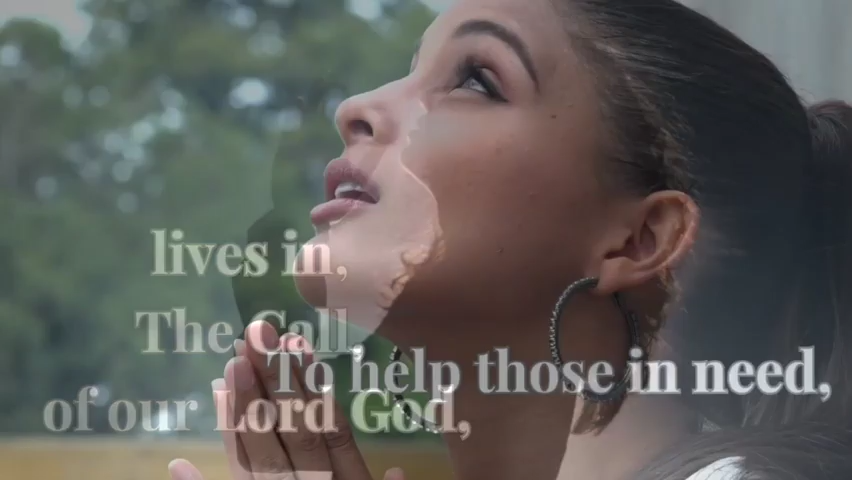 lives in,
The Call,
To help those in need,
of our Lord God,